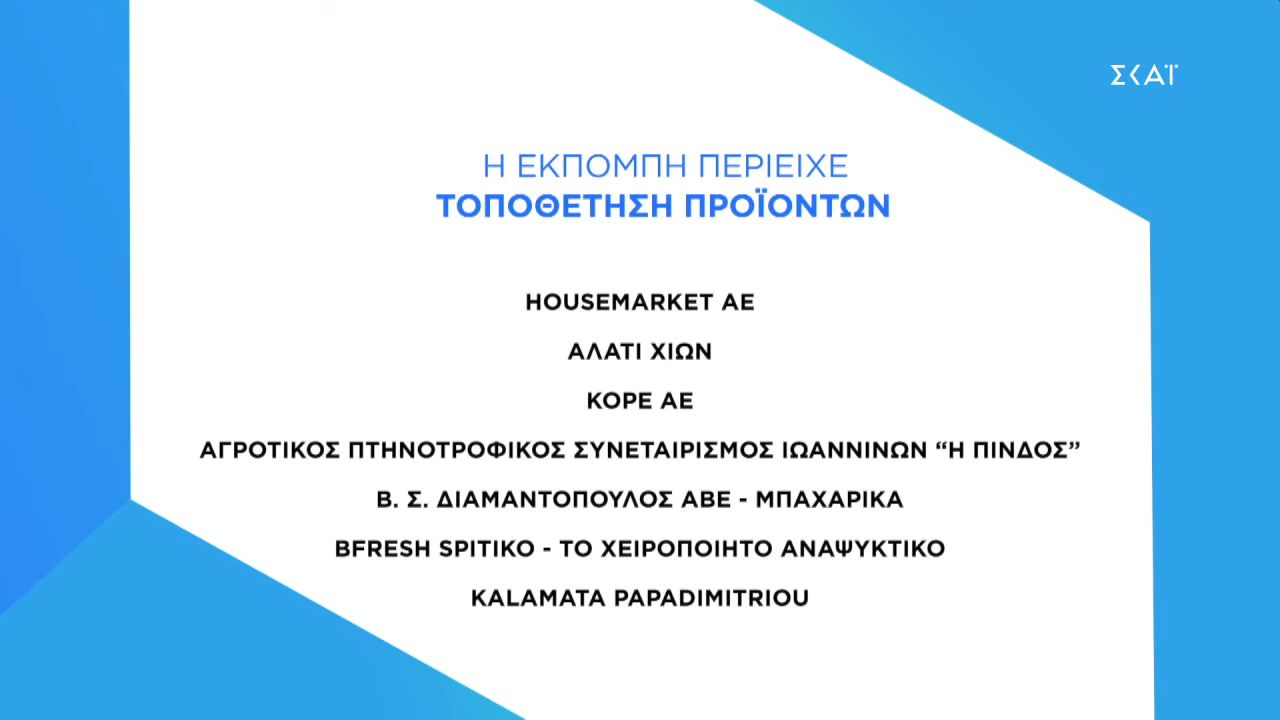 ΣΚΑΪ
Η ΕΚΠΟΜΠΗ ΠΕΡΙΕΙΧΕ
ΤΟΠΟΘΕΤΗΣΗ ΠΡΟΪΟΝΤΩΝ
HOUSEMARKET AE
ΑΛΑΤΙ ΧΙΩΝ
ΚΟΡΕ ΑΕ
ΑΓΡΟΤΙΚΟΣ ΠΤΗΝΟΤΡΟΦΙΚΟΣ ΣΥΝΕΤΑΙΡΙΣΜΟΣ ΙΩΑΝΝΙΝΩΝ “Η ΠΙΝΔΟΣ”
Β. Σ. ΔΙΑΜΑΝΤΟΠΟΥΛΟΣ ΑΒΕ - ΜΠΑΧΑΡΙΚΑ
BFRESH SPITIKO - ΤΟ ΧΕΙΡΟΠΟΙΗΤΟ ΑΝΑΨΥΚΤΙΚΟ
KALAMATA PAPADIMITRIOU